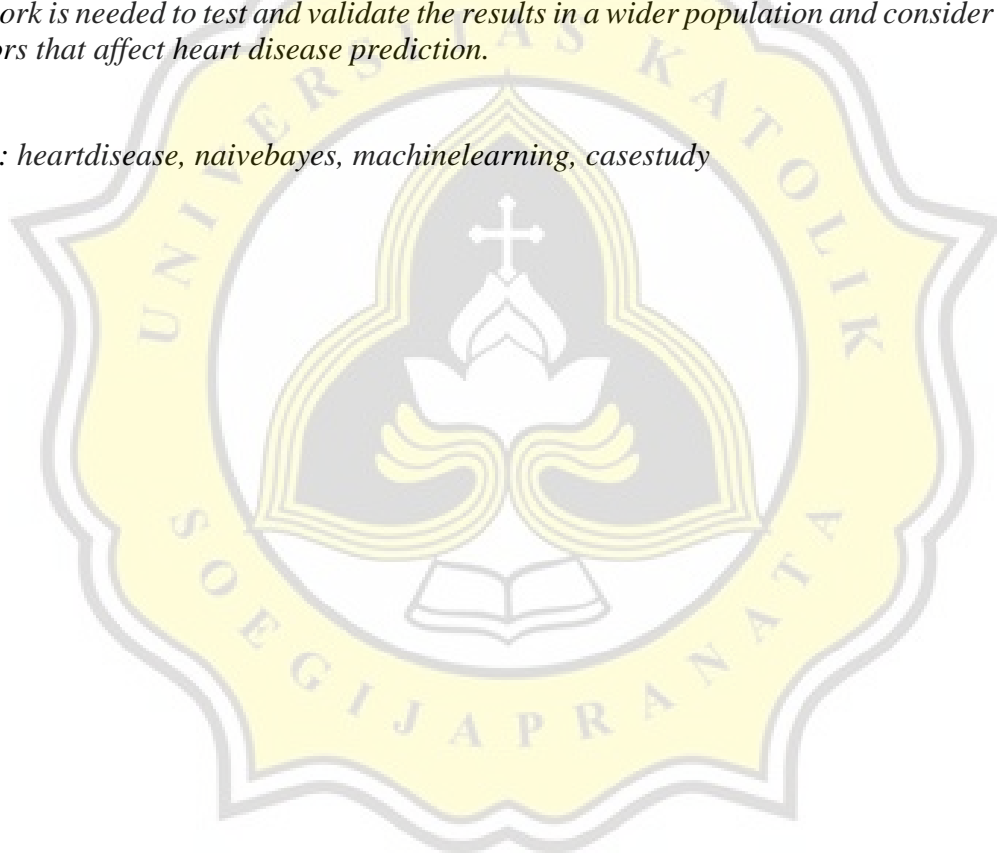 ork is needed to test and validate the results in a wider population and consider
ors that affect heart disease prediction.
: heartdisease, naivebayes, machinelearning, casestudy
UNIVERSITAS KATOLIK
SOEGIJAPRANATA